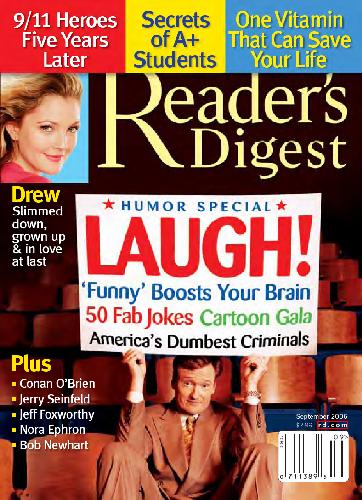 9/11 Heroes
Five Years
Later
Secrets
of A+
Students
One Vitamin
That Can Save
Your Life
Reader's
Digest
Drew
Slimmed
down,
grown up
& in love
at last
★ HUMOR SPECIAL ★
LAUGH!
'Funny' Boosts Your Brain
50 Fab Jokes Cartoon Gala
America's Dumbest Criminals
Plus
▪ Conan O'Brien
▪ Jerry Seinfeld
▪ Jeff Foxworthy
▪ Nora Ephron
▪ Bob Newhart
September 2006
rd.com
09